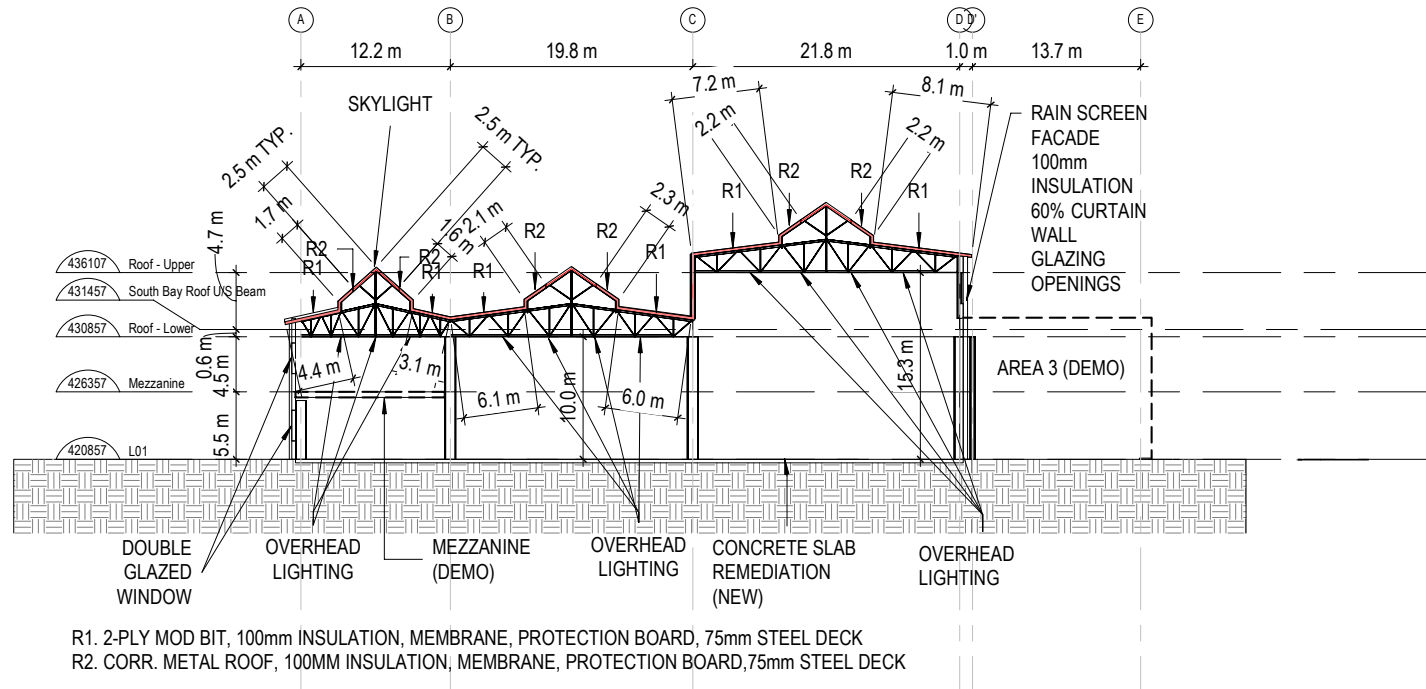 A
B
C
D
D'
E
12.2 m
19.8 m
21.8 m
1.0 m
13.7 m
7.2 m
8.1 m
SKYLIGHT
2.5 m TYP.
2.5 m TYP.
2.2 m
2.2 m
RAIN SCREEN
FACADE
100mm
INSULATION
60% CURTAIN
WALL
GLAZING
OPENINGS
R2
R2
R1
R1
1.7 m
1.6 m
2.1 m
2.3 m
4.7 m
R2
R1
R2
R1
R1
R2
R2
R1
436107 Roof - Upper
431457 South Bay Roof U/S Beam
430857 Roof - Lower
426357 Mezzanine
420857 L01
0.6 m
4.5 m
5.5 m
4.4 m
3.1 m
6.1 m
10.0 m
6.0 m
15.3 m
AREA 3 (DEMO)
DOUBLE
GLAZED
WINDOW
OVERHEAD
LIGHTING
MEZZANINE
(DEMO)
OVERHEAD
LIGHTING
CONCRETE SLAB
REMEDIATION
(NEW)
OVERHEAD
LIGHTING
R1. 2-PLY MOD BIT, 100mm INSULATION, MEMBRANE, PROTECTION BOARD, 75mm STEEL DECK
R2. CORR. METAL ROOF, 100MM INSULATION, MEMBRANE, PROTECTION BOARD,75mm STEEL DECK